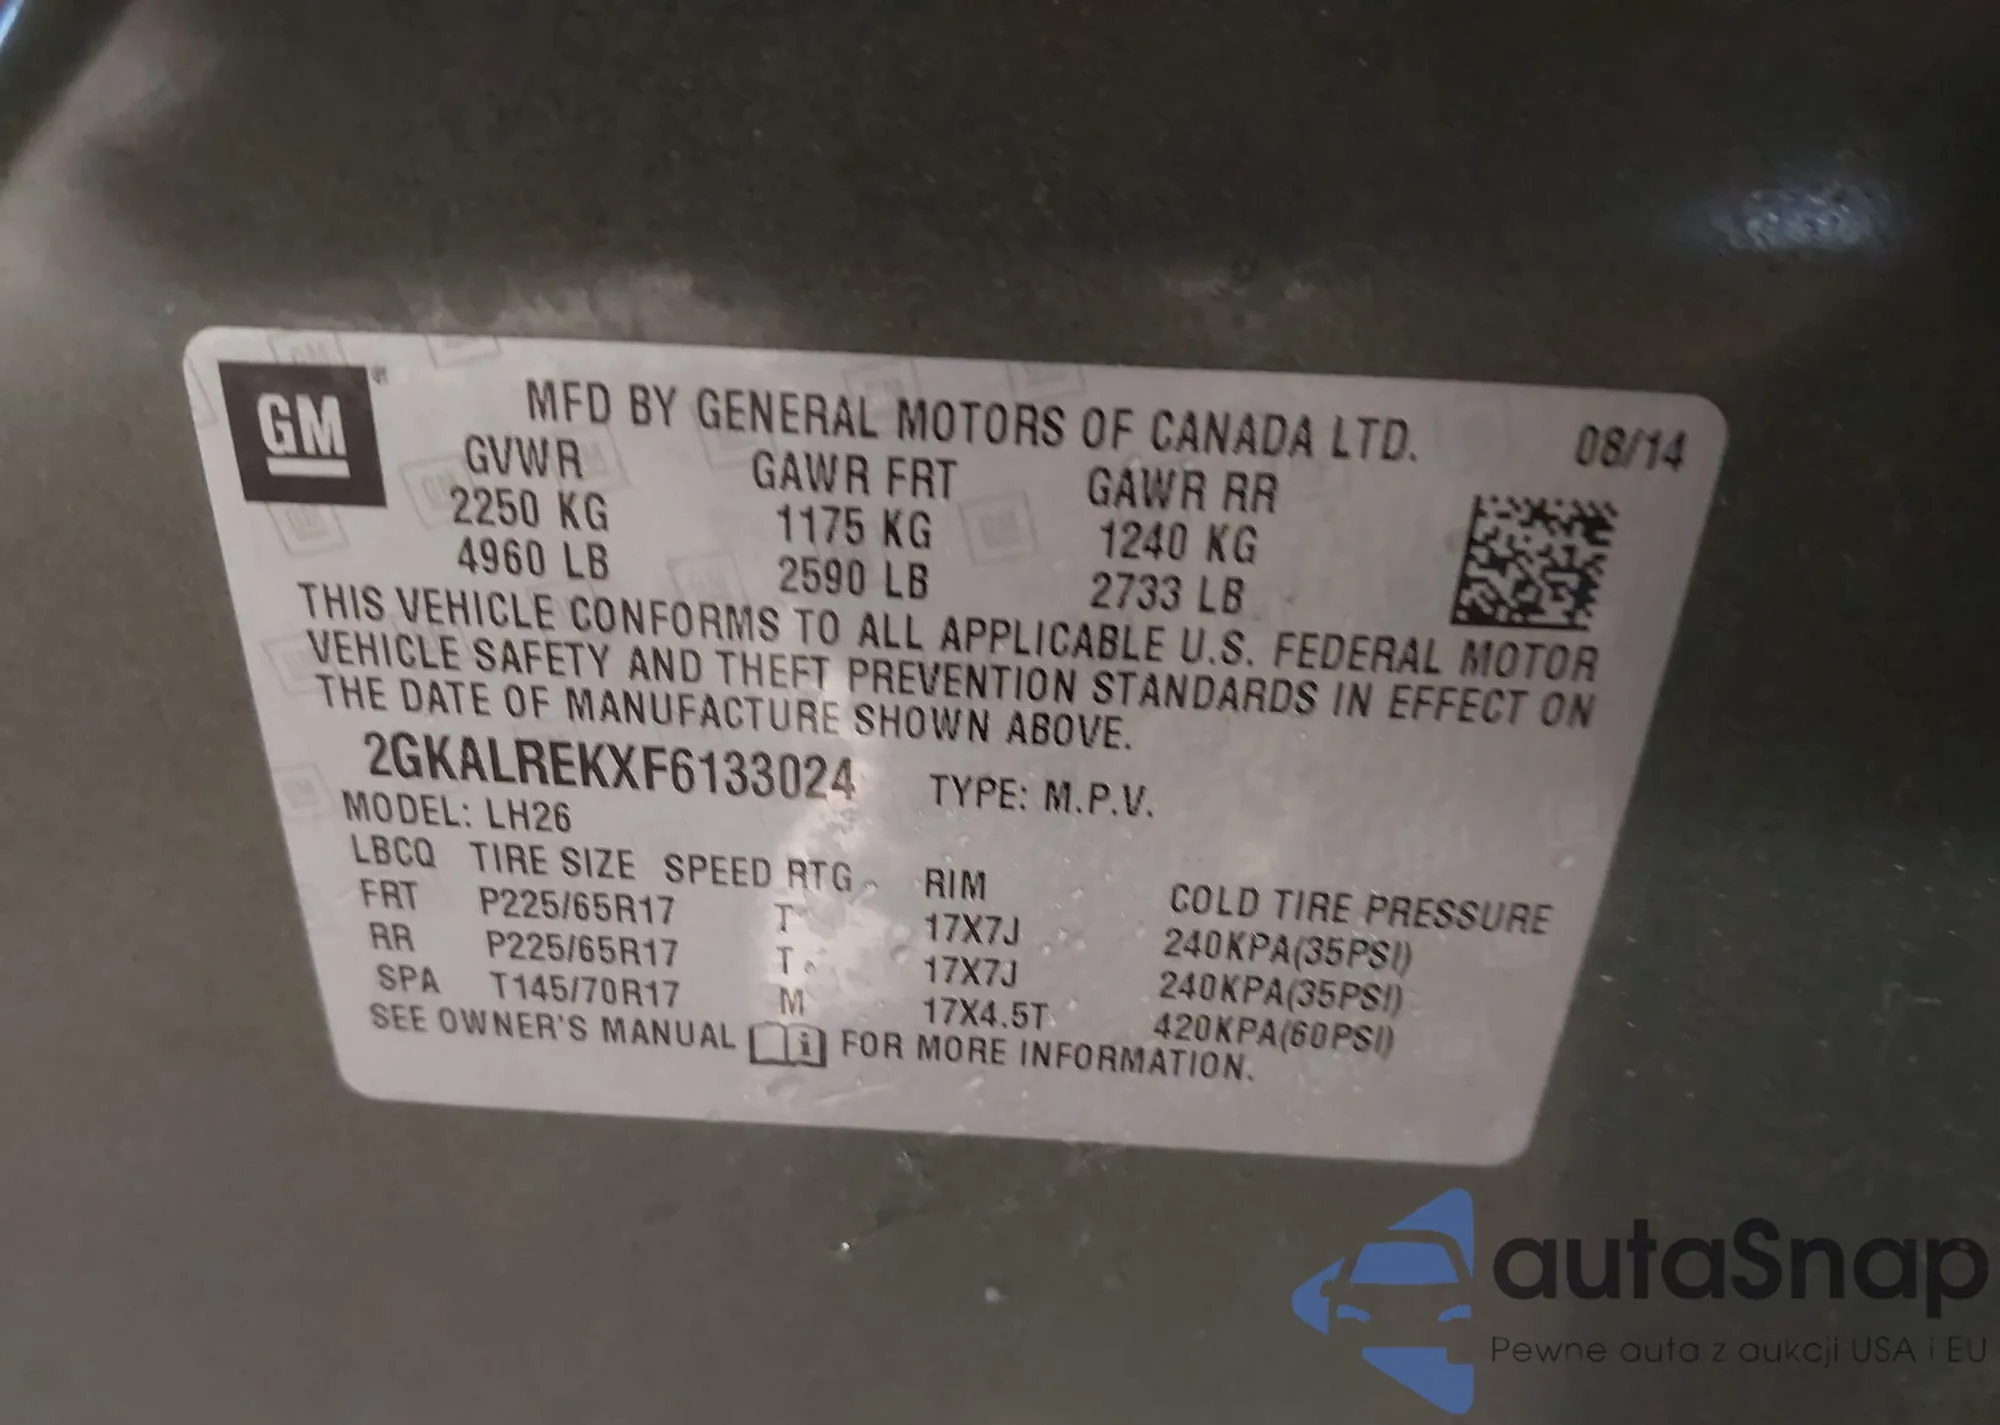 GM
MFD BY GENERAL MOTORS OF CANADA LTD. 08/14
GVWR GAWR FRT GAWR RR
2250 KG 1175 KG 1240 KG
4960 LB 2590 LB 2733 LB
THIS VEHICLE CONFORMS TO ALL APPLICABLE U.S. FEDERAL MOTOR
VEHICLE SAFETY AND THEFT PREVENTION STANDARDS IN EFFECT ON
THE DATE OF MANUFACTURE SHOWN ABOVE.
2GKALREKXF6133024 TYPE: M.P.V.
MODEL: LH26
LBCQ TIRE SIZE SPEED RTG RIM COLD TIRE PRESSURE
FRT P225/65R17 T 17X7J 240KPA(35PSI)
RR P225/65R17 T 17X7J 240KPA(35PSI)
SPA T145/70R17 M 17X4.5T 420KPA(60PSI)
SEE OWNER'S MANUAL i FOR MORE INFORMATION.
autaSnap
Pewne auta z aukcji USA i EU